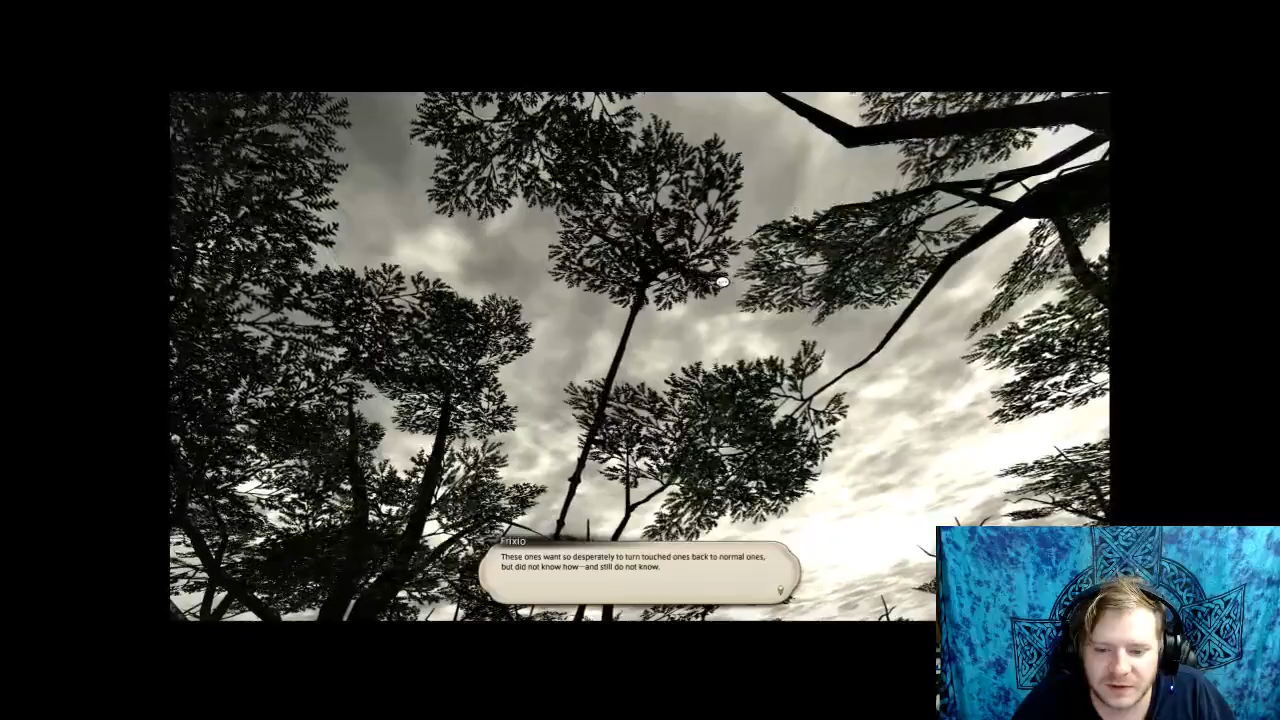 Frixio
These ones want so desperately to turn touched ones back to normal ones,
but did not know how—and still do not know.